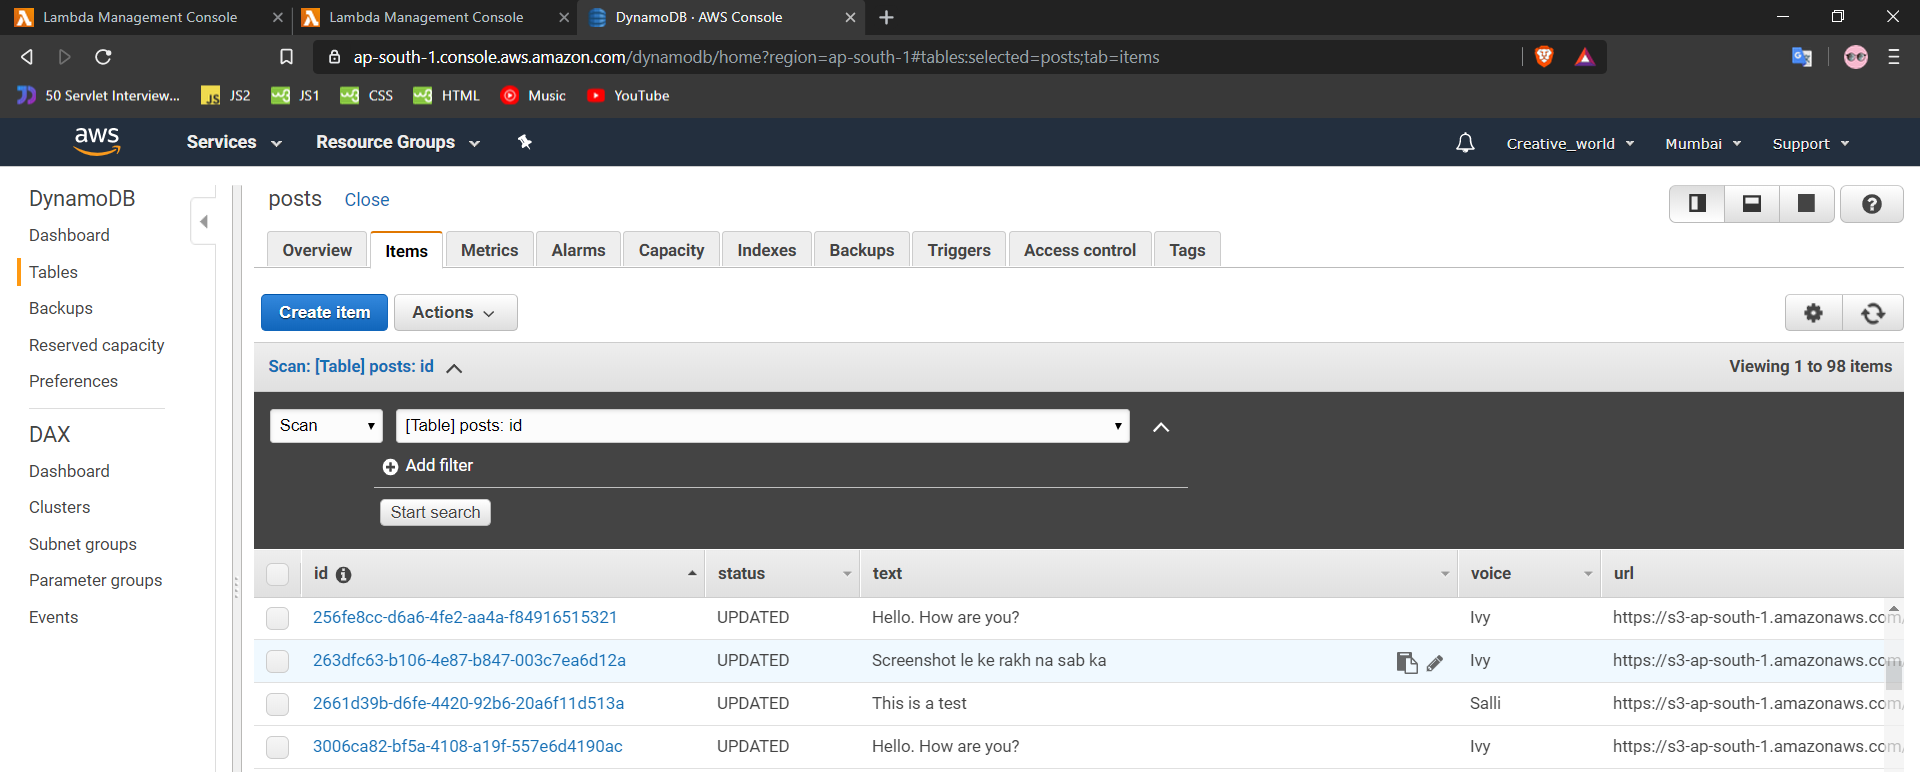 Lambda Management Console
Lambda Management Console
DynamoDB · AWS Console
ap-south-1.console.aws.amazon.com/dynamodb/home?region=ap-south-1#tables:selected=posts;tab=items
50 Servlet Interview... JS JS2 JS1 CSS HTML Music YouTube
aws Services Resource Groups Creative_world Mumbai Support
DynamoDB
Dashboard
Tables
Backups
Reserved capacity
Preferences
DAX
Dashboard
Clusters
Subnet groups
Parameter groups
Events
posts Close
Overview Items Metrics Alarms Capacity Indexes Backups Triggers Access control Tags
Create item Actions
Scan: [Table] posts: id Viewing 1 to 98 items
Scan [Table] posts: id
Add filter
Start search
id status text voice url
256fe8cc-d6a6-4fe2-aa4a-f84916515321 UPDATED Hello. How are you? Ivy https://s3-ap-south-1.amazonaws.com/
263dfc63-b106-4e87-b847-003c7ea6d12a UPDATED Screenshot le ke rakh na sab ka Ivy https://s3-ap-south-1.amazonaws.com/
2661d39b-d6fe-4420-92b6-20a6f11d513a UPDATED This is a test Salli https://s3-ap-south-1.amazonaws.com/
3006ca82-bf5a-4108-a19f-557e6d4190ac UPDATED Hello. How are you? Ivy https://s3-ap-south-1.amazonaws.com/